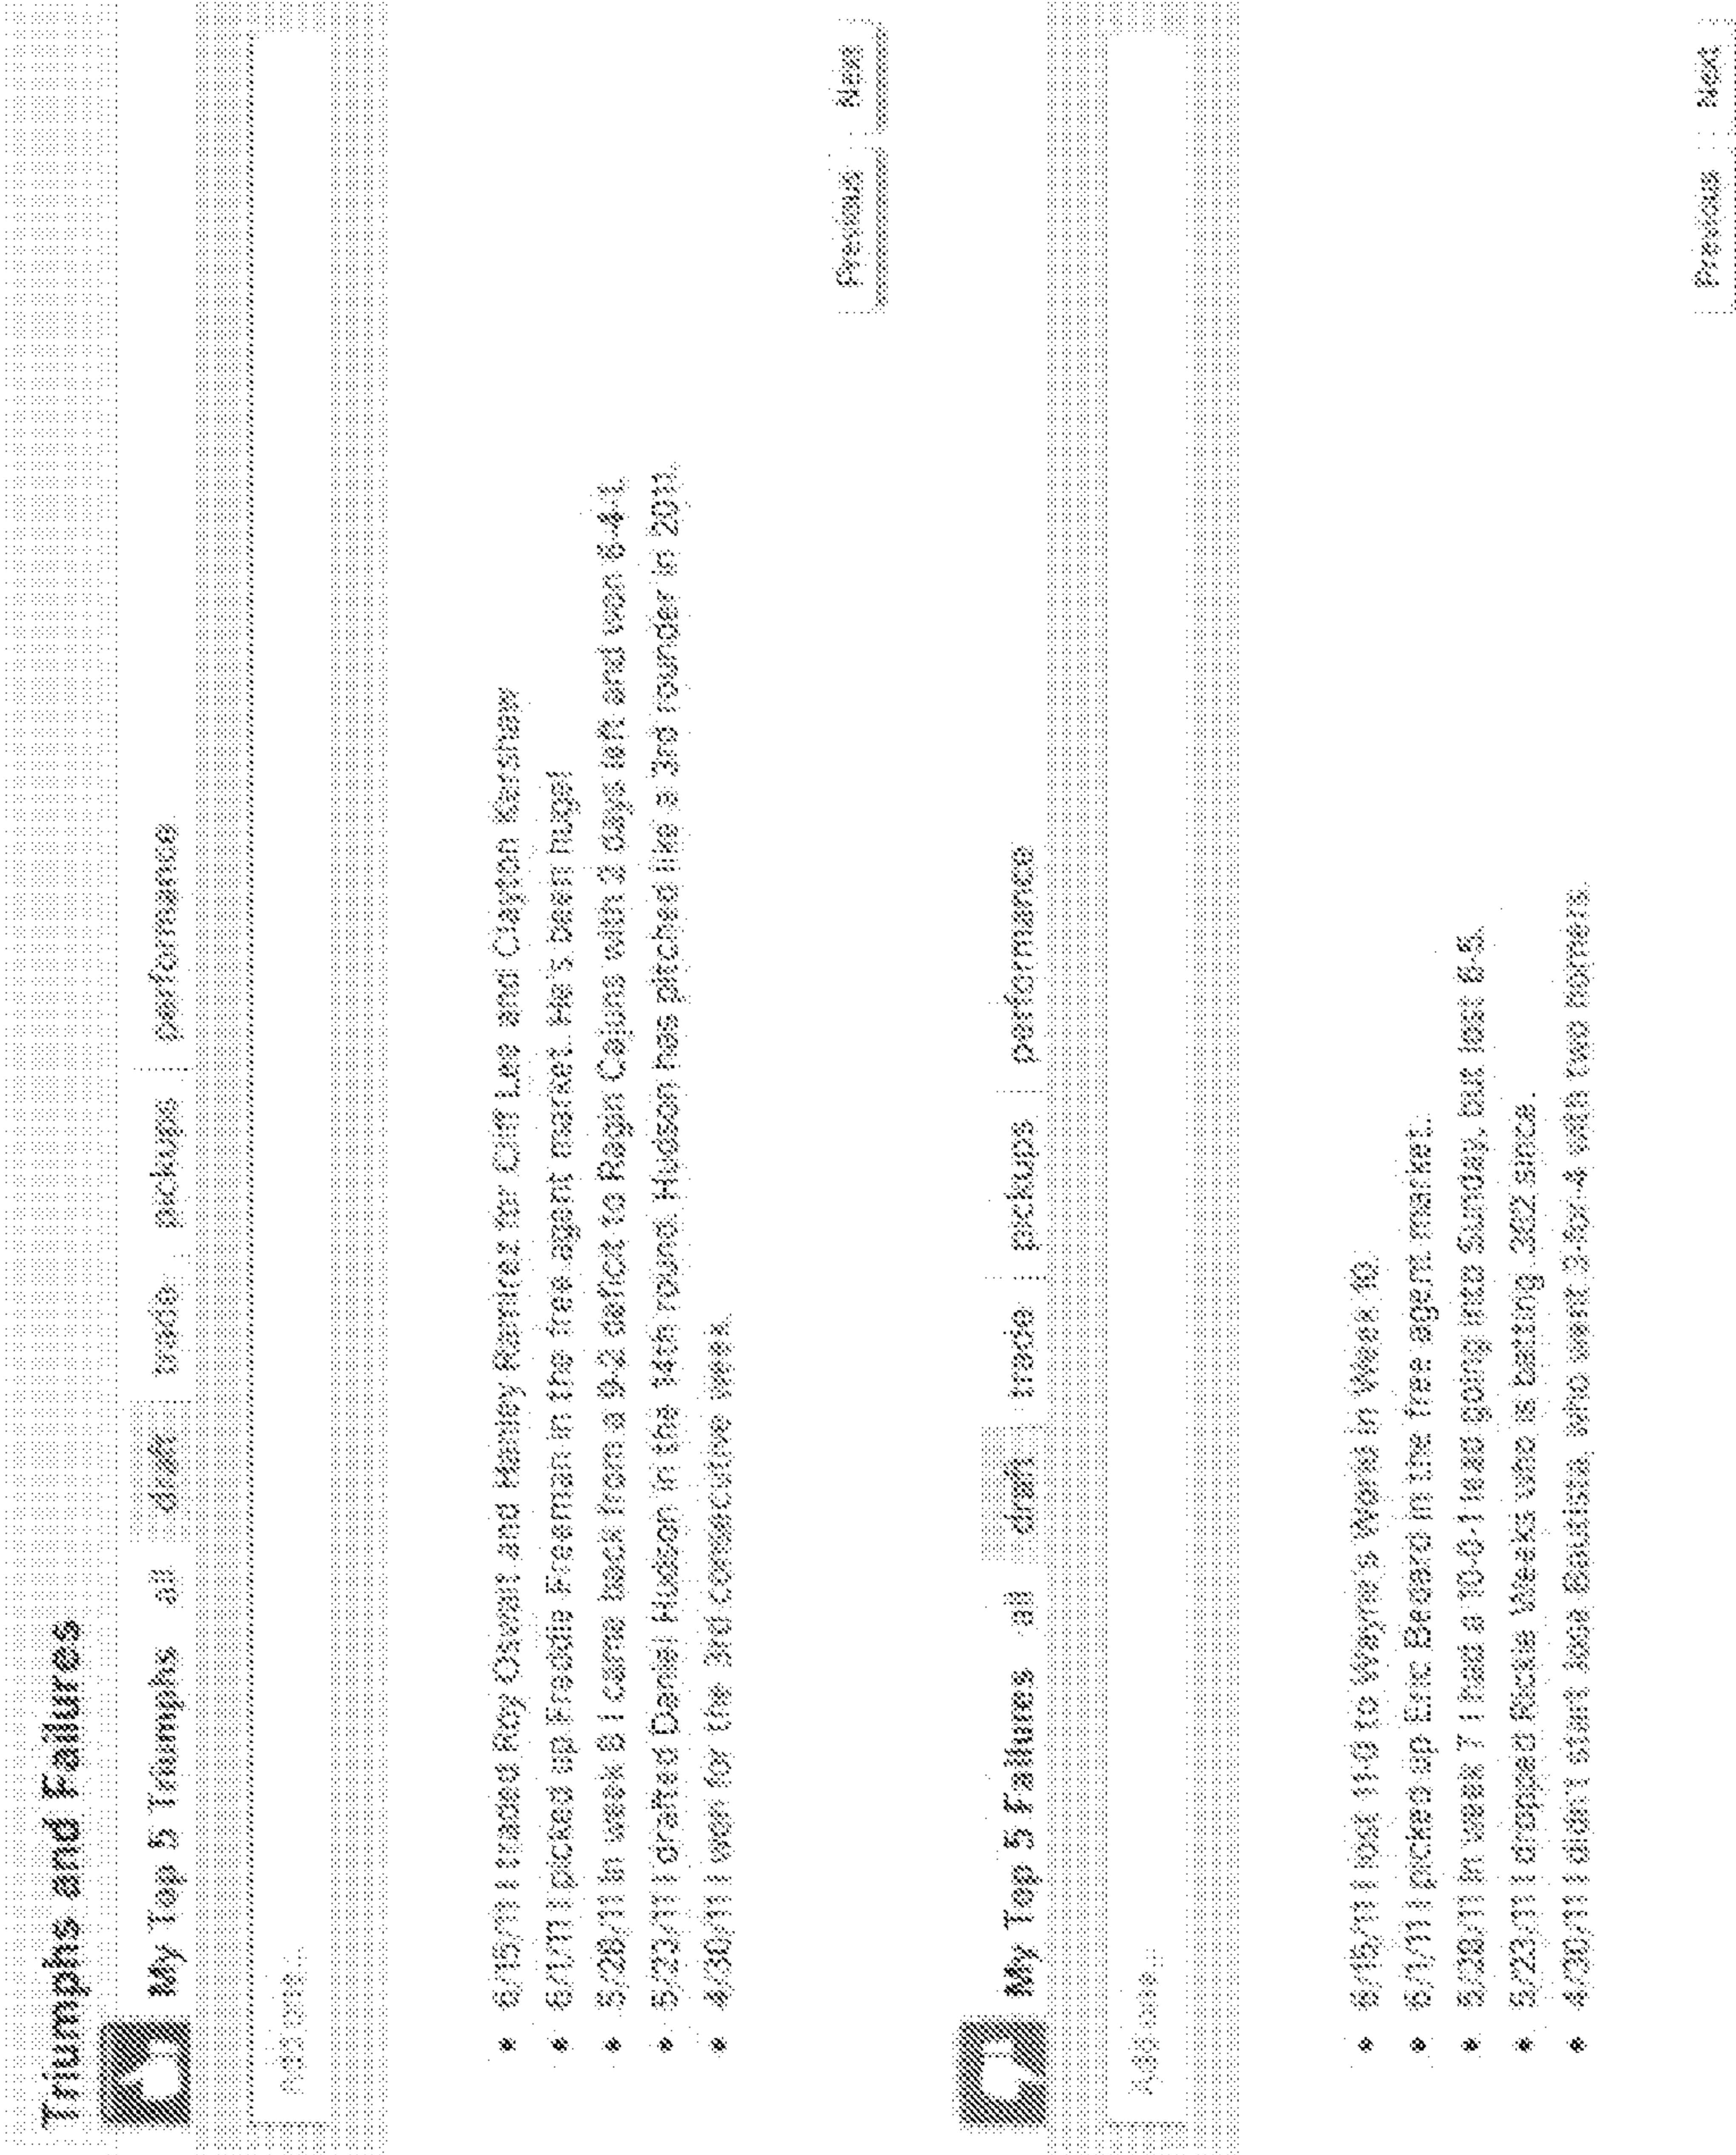 Triumphs and Failures
My Top 5 Triumphs all draft trade pickups performance
Add one...
6/15/11 I traded Roy Oswalt and Hanley Ramirez for Cliff Lee and Clayton Kershaw
6/1/11 I picked up Freddie Freeman in the free agent market. He's been huge!
5/28/11 In week 8 I came back from a 9-2 deficit to Ragin Cajuns with 2 days left and won 6-4-1.
5/23/11 I drafted Daniel Hudson in the 14th round. Hudson has pitched like a 3rd rounder in 2011.
4/30/11 I won for the 3rd consecutive week.
Previous Next
My Top 5 Failures all draft trade pickups performance
Add one...
6/15/11 I lost 11-0 to Wayne's World in Week 10.
6/1/11 I picked up Eric Bedard in the free agent market.
5/28/11 In week 7 I had a 10-0-1 lead going into Sunday, but lost 6-5.
5/23/11 I dropped Rickie Weeks who is batting .302 since.
4/30/11 I didn't start Jose Bautista, who went 3-for-4 with two homers.
Previous Next